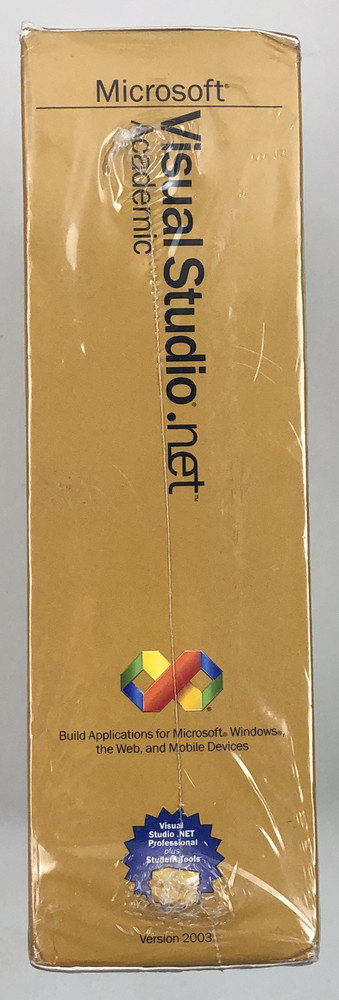 Microsoft®
Visual Studio®.net™
Academic
Build Applications for Microsoft® Windows®,
the Web, and Mobile Devices
Visual
Studio .NET
Professional
plus
Student Tools
Version 2003